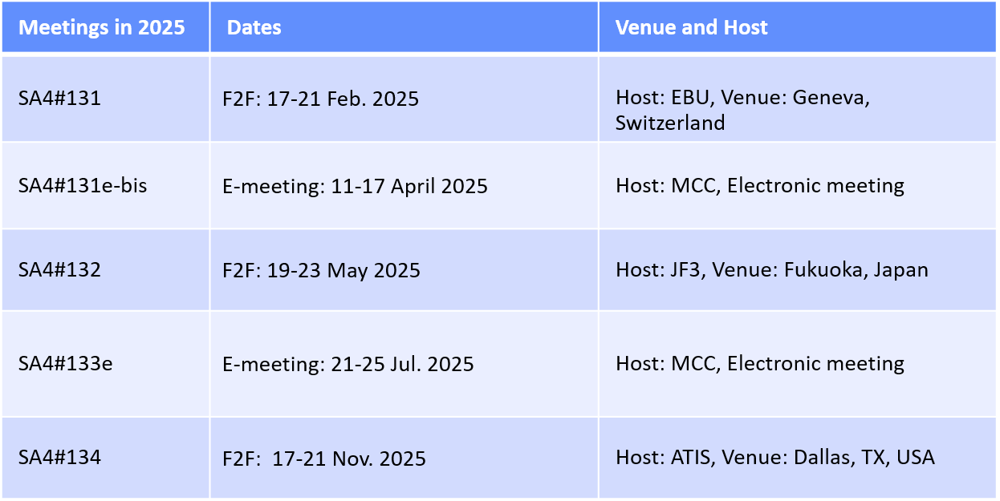 Meetings in 2025 Dates Venue and Host
SA4#131 F2F: 17-21 Feb. 2025 Host: EBU, Venue: Geneva,
Switzerland
SA4#131e-bis E-meeting: 11-17 April 2025 Host: MCC, Electronic meeting
SA4#132 F2F: 19-23 May 2025 Host: JF3, Venue: Fukuoka, Japan
SA4#133e E-meeting: 21-25 Jul. 2025 Host: MCC, Electronic meeting
SA4#134 F2F:  17-21 Nov. 2025 Host: ATIS, Venue: Dallas, TX, USA